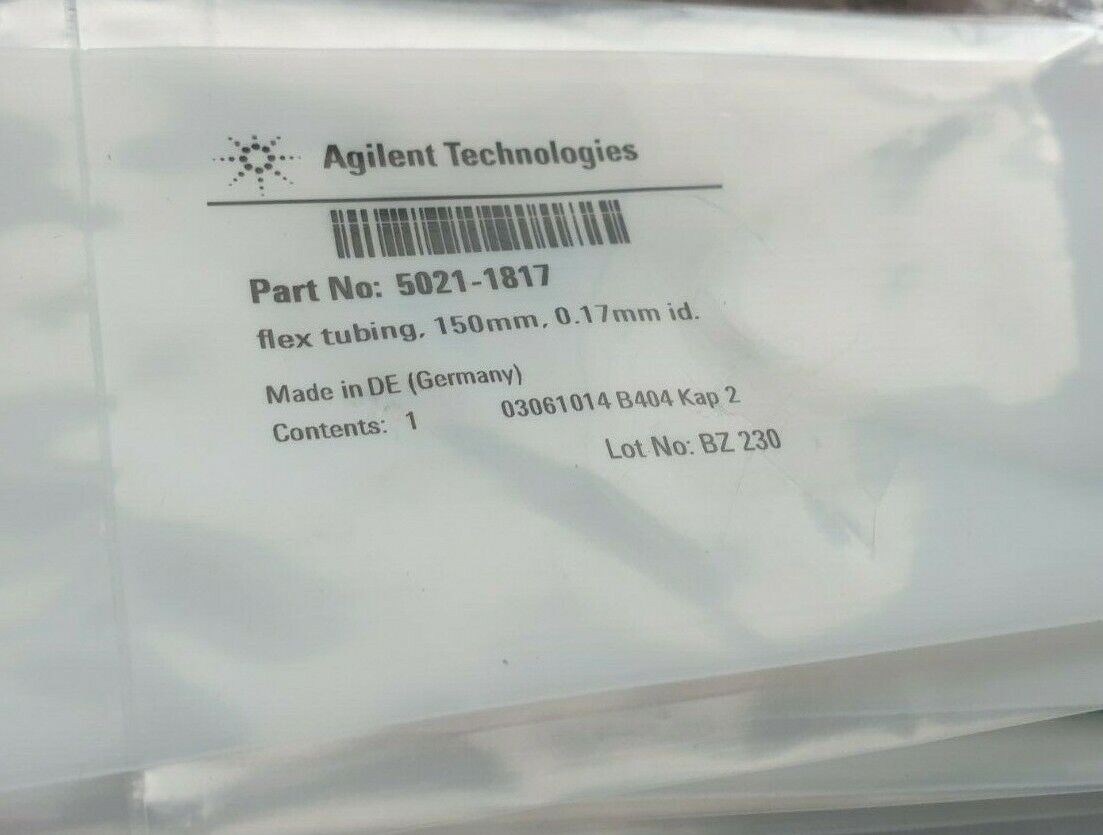 Agilent Technologies
Part No: 5021-1817
flex tubing, 150mm, 0.17mm id.
Made in DE (Germany)
Contents: 1 03061014 B404 Kap 2
Lot No: BZ 230